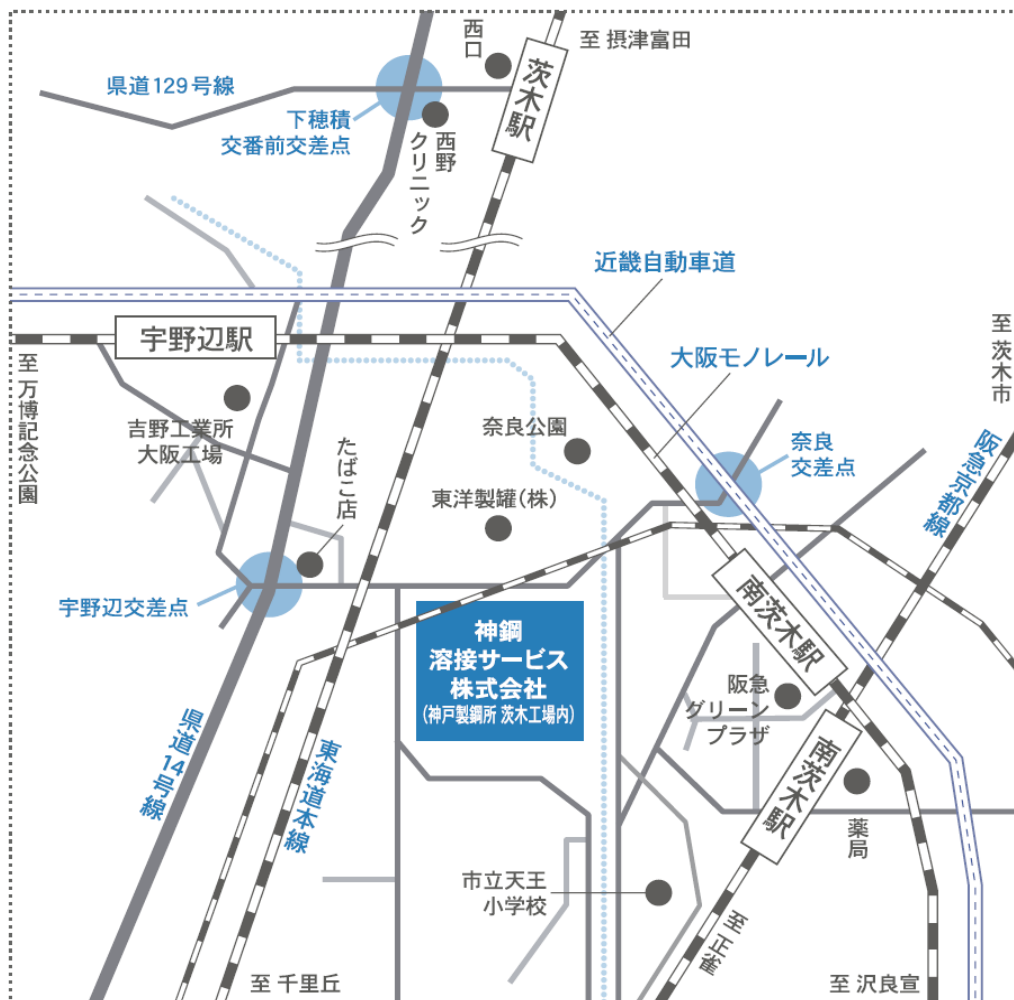 西口
至 摂津富田
茨木駅
県道129号線
下穂積
交番前交差点
西野
クリニック
近畿自動車道
宇野辺駅
至 茨木市
大阪モノレール
至 万博記念公園
吉野工業所
大阪工場
たばこ店
奈良公園
奈良
交差点
阪急京都線
東洋製罐(株)
宇野辺交差点
神鋼
溶接サービス
株式会社
(神戸製鋼所 茨木工場内)
南茨木駅
阪急
グリーン
プラザ
県道14号線
東海道本線
南茨木駅
薬局
市立天王
小学校
至 正雀
至 千里丘
至 沢良宣